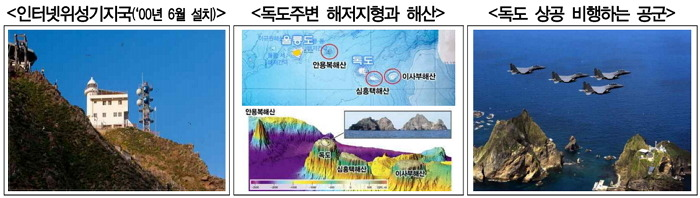 <인터넷위성기지국('00년 6월 설치)>
<독도주변 해저지형과 해산>
<독도 상공 비행하는 공군>
울릉도
안용복해산
독도
이사부해산
심흥택해산
안용복해산
독도
심흥택해산
이사부해산